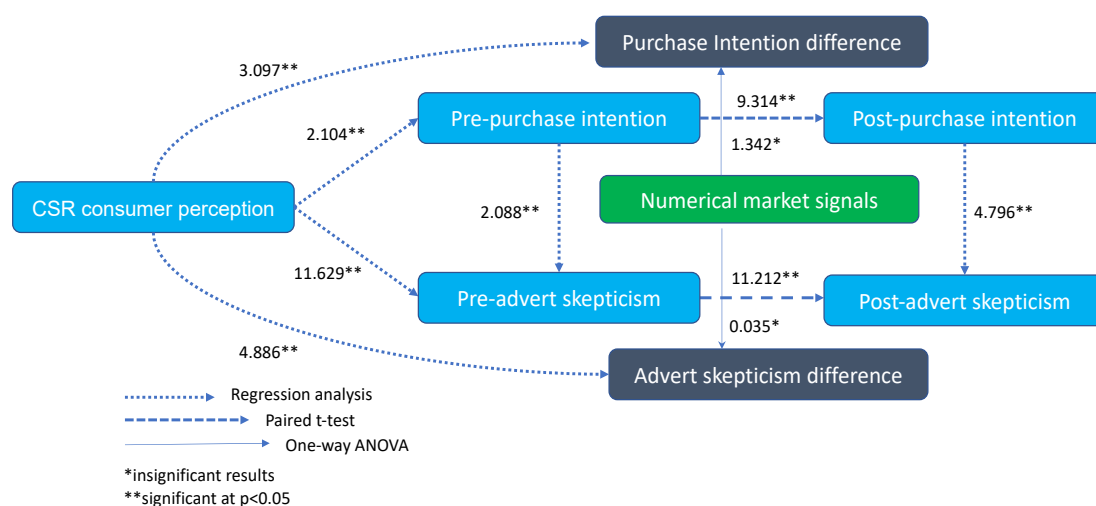 Purchase Intention difference
3.097**
9.314**
Pre-purchase intention
Post-purchase intention
2.104**
1.342*
CSR consumer perception
Numerical market signals
2.088**
4.796**
11.629**
11.212**
Pre-advert skepticism
Post-advert skepticism
0.035*
4.886**
Advert skepticism difference
Regression analysis
Paired t-test
One-way ANOVA
*insignificant results
**significant at p<0.05